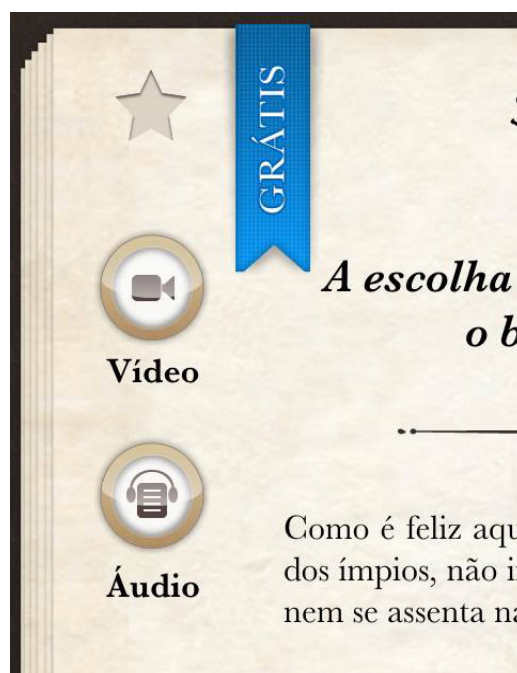 GRÁTIS
A escolha
o b
Vídeo
Áudio
Como é feliz aqu
dos ímpios, não i
nem se assenta na